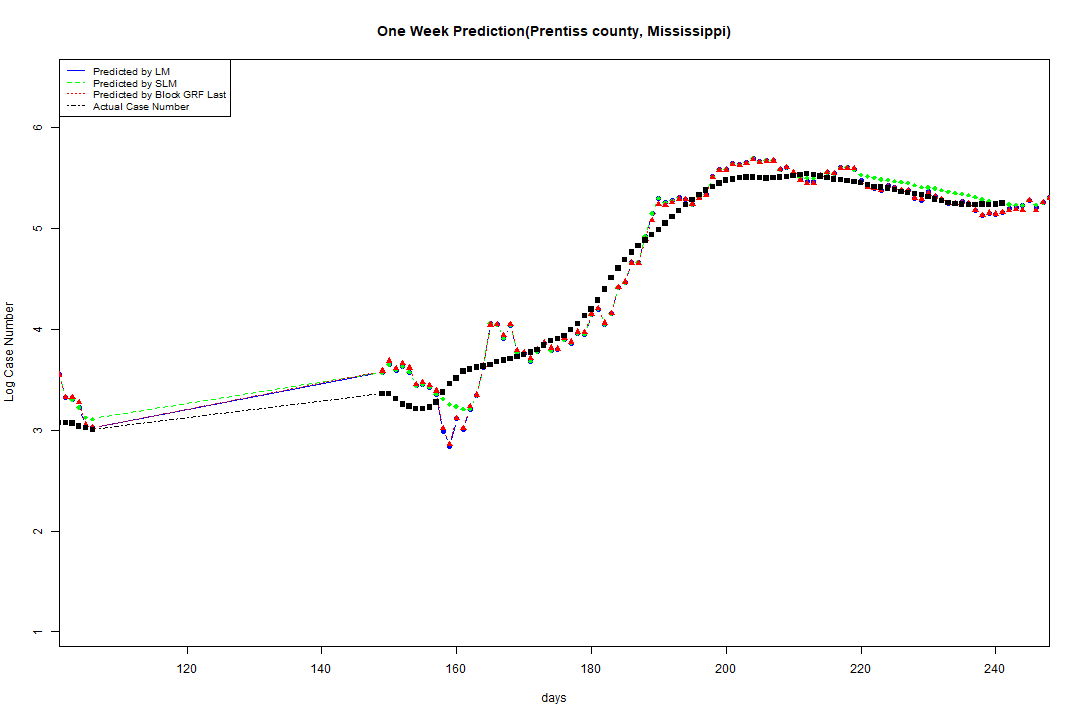 One Week Prediction(Prentiss county, Mississippi)
Predicted by LM
Predicted by SLM
Predicted by Block GRF Last
Actual Case Number
Log Case Number
6
5
4
3
2
1
120 140 160 180 200 220 240
days